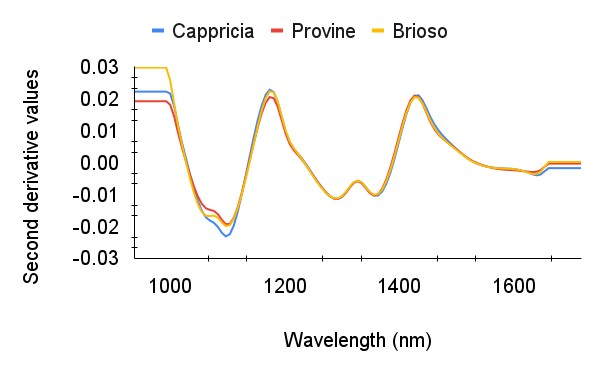 Cappricia Provine Brioso
Second derivative values
0.03
0.02
0.01
0.00
-0.01
-0.02
-0.03
1000 1200 1400 1600
Wavelength (nm)